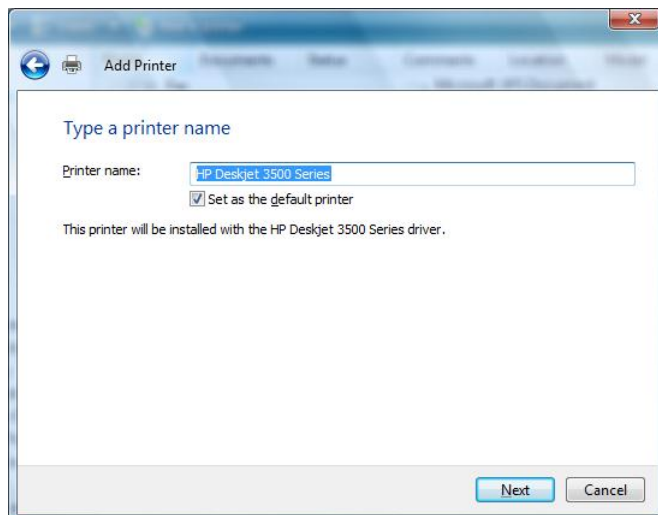 Add Printer
Type a printer name
Printer name: HP Deskjet 3500 Series
Set as the default printer
This printer will be installed with the HP Deskjet 3500 Series driver.
Next Cancel